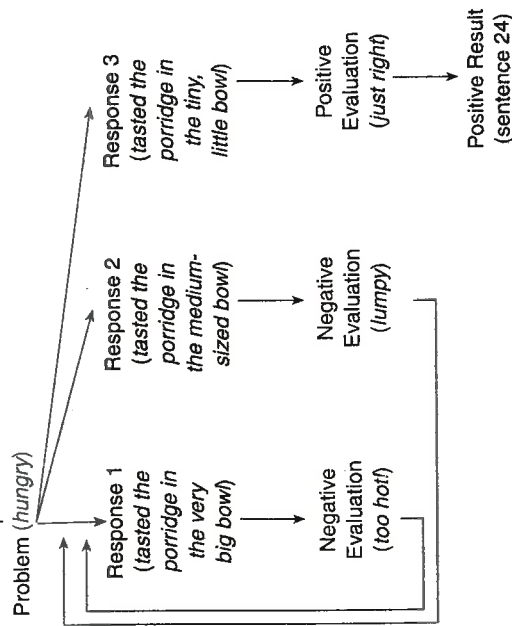 Problem (hungry)
Response 1
(tasted the
porridge in
the very
big bowl)
Response 2
(tasted the
porridge in
the medium-
sized bowl)
Response 3
(tasted the
porridge in
the tiny,
little bowl)
Negative
Evaluation
(too hot!)
Negative
Evaluation
(lumpy)
Positive
Evaluation
(just right)
Positive Result
(sentence 24)